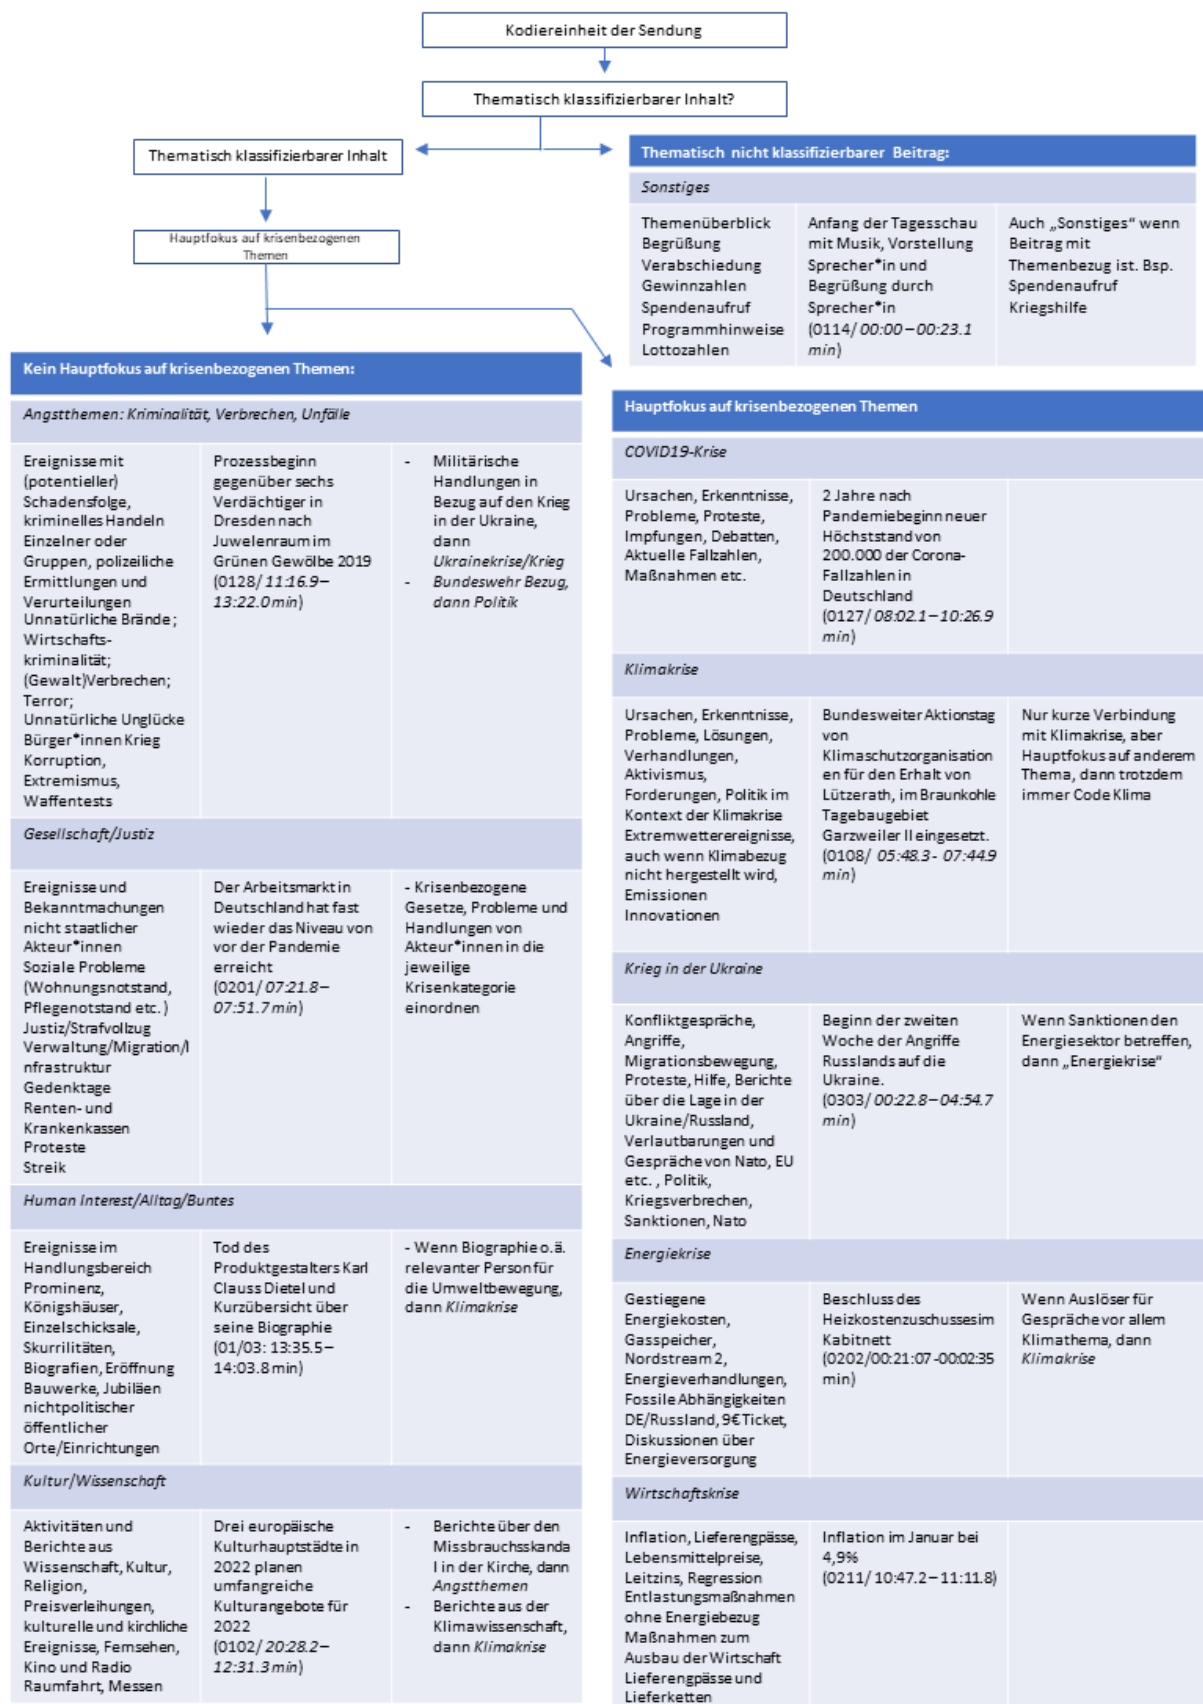 Kodiereinheit der Sendung
Thematisch klassifizierbarer Inhalt?
Thematisch klassifizierbarer Inhalt
Hauptfokus auf krisenbezogenen
Themen
Thematisch nicht klassifizierbarer Beitrag:
Sonstiges
Themenüberblick
Begrüßung
Verabschiedung
Gewinnzahlen
Spendenaufruf
Programmhinweise
Lottozahlen
Anfang der Tagesschau
mit Musik, Vorstellung
Sprecher*in und
Begrüßung durch
Sprecher*in
(0114/ 00:00 – 00:23.1
min)
Auch „Sonstiges“ wenn
Beitrag mit
Themenbezug ist. Bsp.
Spendenaufruf
Kriegshilfe
Kein Hauptfokus auf krisenbezogenen Themen:
Angstthemen: Kriminalität, Verbrechen, Unfälle
Ereignisse mit
(potentieller)
Schadensfolge,
kriminelles Handeln
Einzelner oder
Gruppen, polizeiliche
Ermittlungen und
Verurteilungen
Unnatürliche Brände;
Wirtschafts-
kriminalität;
(Gewalt)Verbrechen;
Terror;
Unnatürliche Unglücke
Bürger*innen Krieg
Korruption,
Extremismus,
Waffentests
Prozessbeginn
gegenüber sechs
Verdächtiger in
Dresden nach
Juwelenraum im
Grünen Gewölbe 2019
(0128/ 11:16.9 –
13:22.0 min)
- Militärische
Handlungen in
Bezug auf den Krieg
in der Ukraine,
dann
Ukrainekrise/Krieg
- Bundeswehr Bezug,
dann Politik
Gesellschaft/Justiz
Ereignisse und
Bekanntmachungen
nicht staatlicher
Akteur*innen
Soziale Probleme
(Wohnungsnotstand,
Pflegenotstand etc.)
Justiz/Strafvollzug
Verwaltung/Migration/I
nfrastruktur
Gedenktage
Renten- und
Krankenkassen
Proteste
Streik
Der Arbeitsmarkt in
Deutschland hat fast
wieder das Niveau von
vor der Pandemie
erreicht
(0201/ 07:21.8 –
07:51.7 min)
- Krisenbezogene
Gesetze, Probleme und
Handlungen von
Akteur*innen in die
jeweilige
Krisenkategorie
einordnen
Human Interest/Alltag/Buntes
Ereignisse im
Handlungsbereich
Prominenz,
Königshäuser,
Einzelschicksale,
Skurrilitäten,
Biografien, Eröffnung
Bauwerke, Jubiläen
nichtpolitischer
öffentlicher
Orte/Einrichtungen
Tod des
Produktgestalters Karl
Clauss Dietel und
Kurzübersicht über
seine Biographie
(01/03: 13:35.5 –
14:03.8 min)
- Wenn Biographie o.ä.
relevanter Person für
die Umweltbewegung,
dann Klimakrise
Kultur/Wissenschaft
Aktivitäten und
Berichte aus
Wissenschaft, Kultur,
Religion,
Preisverleihungen,
kulturelle und kirchliche
Ereignisse, Fernsehen,
Kino und Radio
Raumfahrt, Messen
Drei europäische
Kulturhauptstädte in
2022 planen
umfangreiche
Kulturangebote für
2022
(0102/ 20:28.2 –
12:31.3 min)
- Berichte über den
Missbrauchsskanda
l in der Kirche, dann
Angstthemen
- Berichte aus der
Klimawissenschaft,
dann Klimakrise
Hauptfokus auf krisenbezogenen Themen
COVID19-Krise
Ursachen, Erkenntnisse,
Probleme, Proteste,
Impfungen, Debatten,
Aktuelle Fallzahlen,
Maßnahmen etc.
2 Jahre nach
Pandemiebeginn neuer
Höchststand von
200.000 der Corona-
Fallzahlen in
Deutschland
(0127/ 08:02.1 – 10:26.9
min)
Klimakrise
Ursachen, Erkenntnisse,
Probleme, Lösungen,
Verhandlungen,
Aktivismus,
Forderungen, Politik im
Kontext der Klimakrise
Extremwetterereignisse,
auch wenn Klimabezug
nicht hergestellt wird,
Emissionen
Innovationen
Bundesweiter Aktionstag
von
Klimaschutzorganisation
en für den Erhalt von
Lützerath, im Braunkohle
Tagebaugebiet
Garzweiler II eingesetzt.
(0108/ 05:48.3 - 07:44.9
min)
Nur kurze Verbindung
mit Klimakrise, aber
Hauptfokus auf anderem
Thema, dann trotzdem
immer Code Klima
Krieg in der Ukraine
Konfliktgespräche,
Angriffe,
Migrationsbewegung,
Proteste, Hilfe, Berichte
über die Lage in der
Ukraine/Russland,
Verlautbarungen und
Gespräche von Nato, EU
etc. , Politik,
Kriegsverbrechen,
Sanktionen, Nato
Beginn der zweiten
Woche der Angriffe
Russlands auf die
Ukraine.
(0303/ 00:22.8 – 04:54.7
min)
Wenn Sanktionen den
Energiesektor betreffen,
dann „Energiekrise“
Energiekrise
Gestiegene
Energiekosten,
Gasspeicher,
Nordstream 2,
Energieverhandlungen,
Fossile Abhängigkeiten
DE/Russland, 9€ Ticket,
Diskussionen über
Energieversorgung
Beschluss des
Heizkostenzuschusses im
Kabitnett
(0202/00:21:07 -00:02:35
min)
Wenn Auslöser für
Gespräche vor allem
Klimathema, dann
Klimakrise
Wirtschaftskrise
Inflation, Lieferengpässe,
Lebensmittelpreise,
Leitzins, Regression
Entlastungsmaßnahmen
ohne Energiebezug
Maßnahmen zum
Ausbau der Wirtschaft
Lieferengpässe und
Lieferketten
Inflation im Januar bei
4,9%
(0211/ 10:47.2 – 11:11.8)